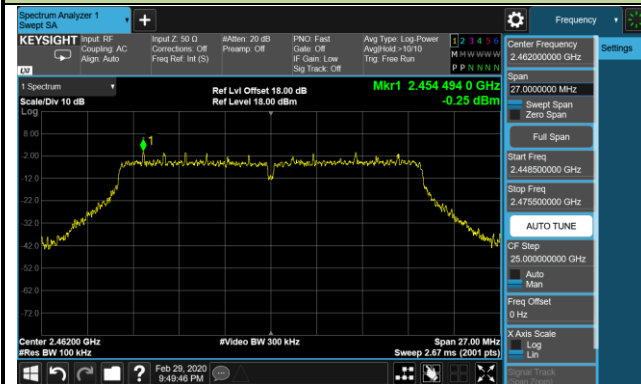 Spectrum Analyzer 1
Swept SA
Frequency
KEYSIGHT
Input: RF
Coupling: AC
Align: Auto
Input Z: 50 Ω
Corrections: Off
Freq Ref: Int (S)
#Atten: 20 dB
Preamp: Off
PNO: Fast
Gate: Off
IF Gain: Low
Sig Track: Off
Avg Type: Log-Power
Avg|Hold:>10/10
Trig: Free Run
1 2 3 4 5 6
M H W W W W
P P N N N N
LXI
1 Spectrum
Scale/Div 10 dB
Log
Ref Lvl Offset 18.00 dB
Ref Level 18.00 dBm
Mkr1 2.454 494 0 GHz
-0.25 dBm
1
8.00
-2.00
-12.0
-22.0
-32.0
-42.0
-52.0
-62.0
-72.0
Center 2.46200 GHz
#Res BW 100 kHz
#Video BW 300 kHz
Span 27.00 MHz
Sweep 2.67 ms (2001 pts)
Feb 29, 2020
9:49:46 PM
Center Frequency
2.462000000 GHz
Settings
Span
27.0000000 MHz
Swept Span
Zero Span
Full Span
Start Freq
2.448500000 GHz
Stop Freq
2.475500000 GHz
AUTO TUNE
CF Step
25.000000000 GHz
Auto
Man
Freq Offset
0 Hz
X Axis Scale
Log
Lin
Signal Track
(Span Zoom)